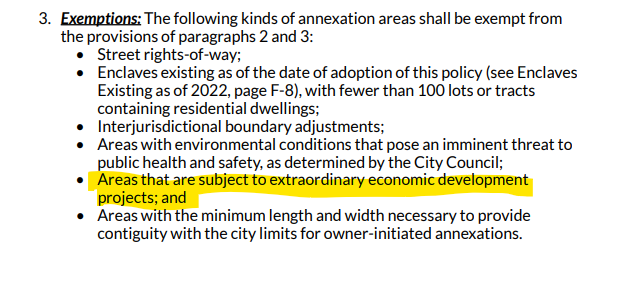 3. Exemptions: The following kinds of annexation areas shall be exempt from
the provisions of paragraphs 2 and 3:
• Street rights-of-way;
• Enclaves existing as of the date of adoption of this policy (see Enclaves
Existing as of 2022, page F-8), with fewer than 100 lots or tracts
containing residential dwellings;
• Interjurisdictional boundary adjustments;
• Areas with environmental conditions that pose an imminent threat to
public health and safety, as determined by the City Council;
• Areas that are subject to extraordinary economic development
projects; and
• Areas with the minimum length and width necessary to provide
contiguity with the city limits for owner-initiated annexations.